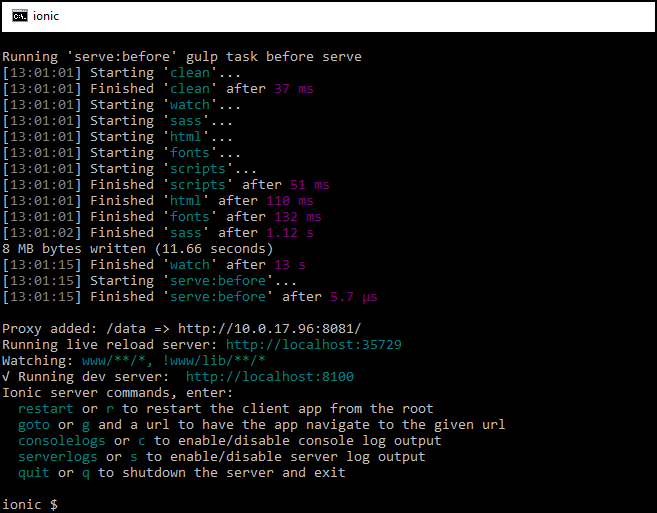 ionic
Running 'serve:before' gulp task before serve
[13:01:01] Starting 'clean'...
[13:01:01] Finished 'clean' after 37 ms
[13:01:01] Starting 'watch'...
[13:01:01] Starting 'sass'...
[13:01:01] Starting 'html'...
[13:01:01] Starting 'fonts'...
[13:01:01] Starting 'scripts'...
[13:01:01] Finished 'scripts' after 51 ms
[13:01:01] Finished 'html' after 110 ms
[13:01:01] Finished 'fonts' after 132 ms
[13:01:02] Finished 'sass' after 1.12 s
8 MB bytes written (11.66 seconds)
[13:01:15] Finished 'watch' after 13 s
[13:01:15] Starting 'serve:before'...
[13:01:15] Finished 'serve:before' after 5.7 μs
Proxy added: /data => http://10.0.17.96:8081/
Running live reload server: http://localhost:35729
Watching: www/**/*, !www/lib/**/*
√ Running dev server:  http://localhost:8100
Ionic server commands, enter:
  restart or r to restart the client app from the root
  goto or g and a url to have the app navigate to the given url
  consolelogs or c to enable/disable console log output
  serverlogs or s to enable/disable server log output
  quit or q to shutdown the server and exit
ionic $